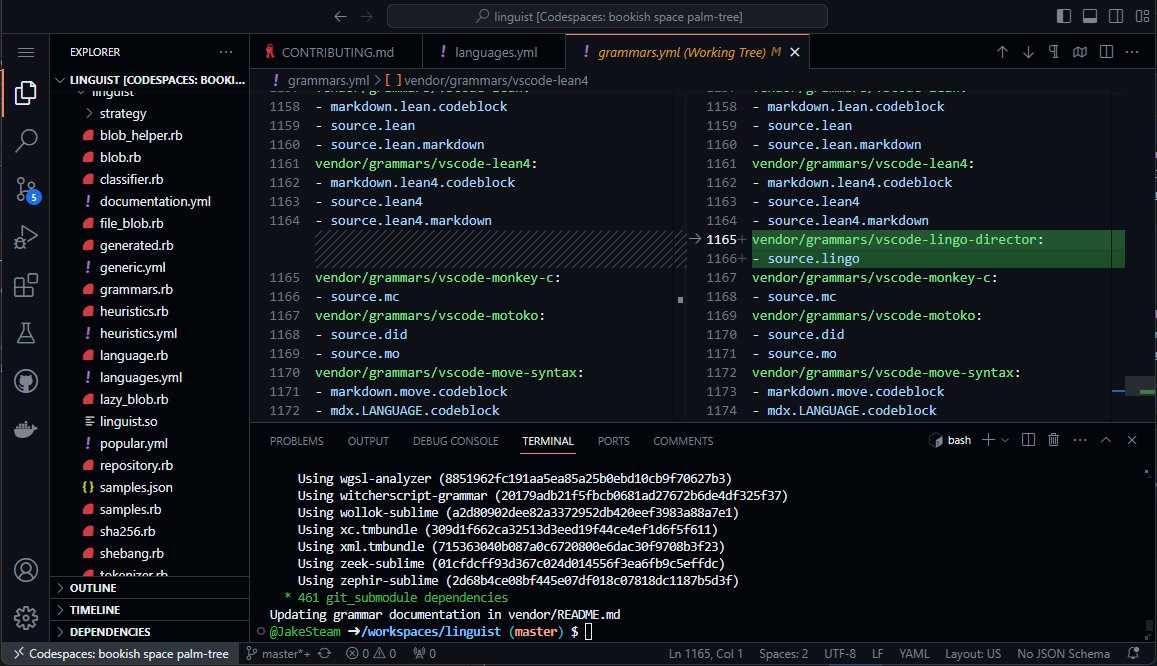 linguist [Codespaces: bookish space palm-tree]
EXPLORER
LINGUIST [CODESPACES: BOOKI...
linguist
strategy
blob_helper.rb
blob.rb
classifier.rb
documentation.yml
file_blob.rb
generated.rb
generic.yml
grammars.rb
heuristics.rb
heuristics.yml
language.rb
languages.yml
lazy_blob.rb
linguist.so
popular.yml
repository.rb
samples.json
samples.rb
sha256.rb
shebang.rb
tokenizer.rb
OUTLINE
TIMELINE
DEPENDENCIES
5
CONTRIBUTING.md
languages.yml
grammars.yml (Working Tree) M
grammars.yml > [ ] vendor/grammars/vscode-lean4
1158 - markdown.lean.codeblock
1159 - source.lean
1160 - source.lean.markdown
1161 vendor/grammars/vscode-lean4:
1162 - markdown.lean4.codeblock
1163 - source.lean4
1164 - source.lean4.markdown
1165 vendor/grammars/vscode-monkey-c:
1166 - source.mc
1167 vendor/grammars/vscode-motoko:
1168 - source.did
1169 - source.mo
1170 vendor/grammars/vscode-move-syntax:
1171 - markdown.move.codeblock
1172 - mdx.LANGUAGE.codeblock
1158 - markdown.lean.codeblock
1159 - source.lean
1160 - source.lean.markdown
1161 vendor/grammars/vscode-lean4:
1162 - markdown.lean4.codeblock
1163 - source.lean4
1164 - source.lean4.markdown
1165+ vendor/grammars/vscode-lingo-director:
1166+ - source.lingo
1167 vendor/grammars/vscode-monkey-c:
1168 - source.mc
1169 vendor/grammars/vscode-motoko:
1170 - source.did
1171 - source.mo
1172 vendor/grammars/vscode-move-syntax:
1173 - markdown.move.codeblock
1174 - mdx.LANGUAGE.codeblock
PROBLEMS OUTPUT DEBUG CONSOLE TERMINAL PORTS COMMENTS
bash
Using wgsl-analyzer (8851962fc191aa5ea85a25b0ebd10cb9f70627b3)
Using witcherscript-grammar (20179adb21f5fbcb0681ad27672b6de4df325f37)
Using wollok-sublime (a2d80902dee82a3372952db420eef3983a88a7e1)
Using xc.tmbundle (309d1f662ca32513d3eed19f44ce4ef1d6f5f611)
Using xml.tmbundle (715363040b087a0c6720800e6dac30f9708b3f23)
Using zeek-sublime (01cfdcff93d367c024d014556f3ea6fb9c5effdc)
Using zephir-sublime (2d68b4ce08bf445e07df018c07818dc1187b5d3f)
* 461 git_submodule dependencies
Updating grammar documentation in vendor/README.md
@JakeSteam ➜/workspaces/linguist (master) $
Codespaces: bookish space palm-tree
master*+
0 0
0
Ln 1165, Col 1
Spaces: 2
UTF-8
LF
YAML
Layout: US
No JSON Schema